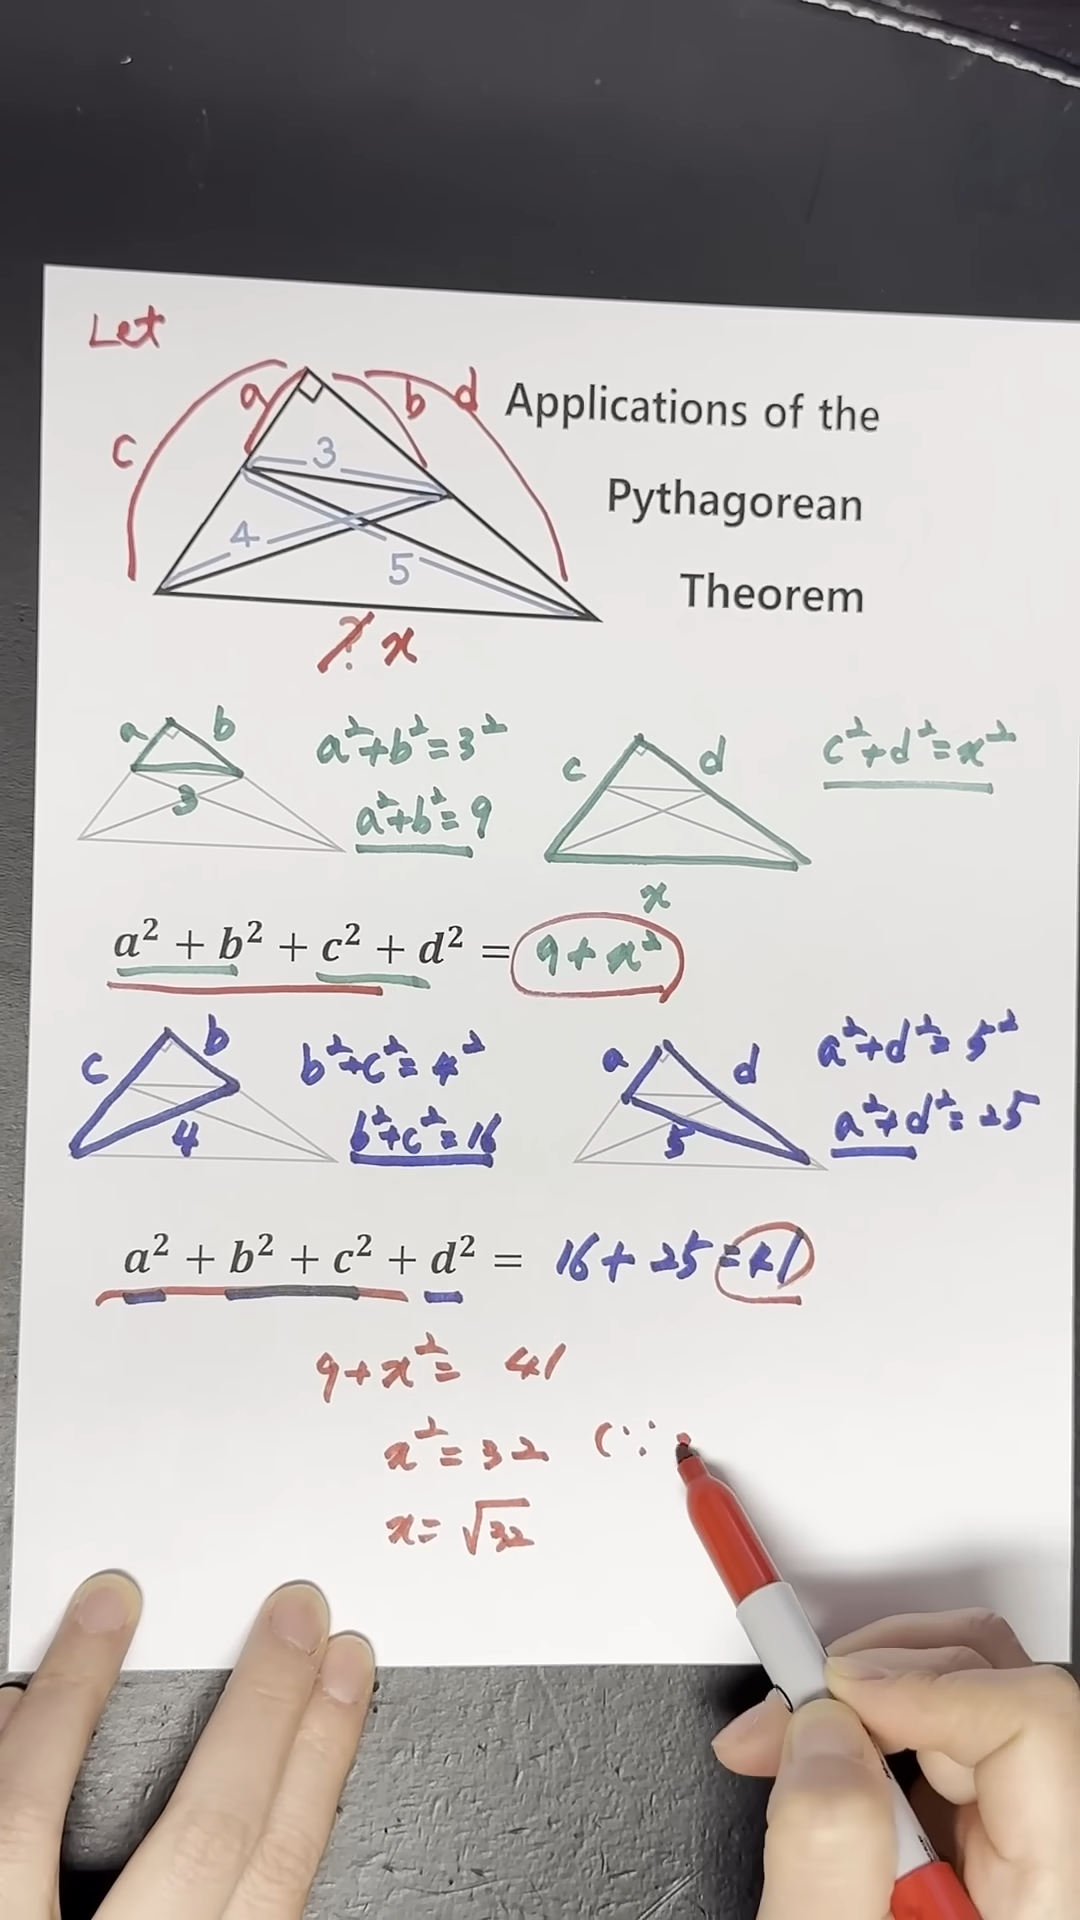 Let
a
b
d
c
3
4
5
? x
Applications of the
Pythagorean
Theorem
a b
3
a²+b²=3²
a²+b²=9
c d
x
c²+d²=x²
a² + b² + c² + d² = 9+x²
c b
4
b²+c²=4²
b²+c²=16
a d
5
a²+d²=5²
a²+d²=25
a² + b² + c² + d² = 16+25=41
9+x²= 41
x²=32 (∵
x=√32